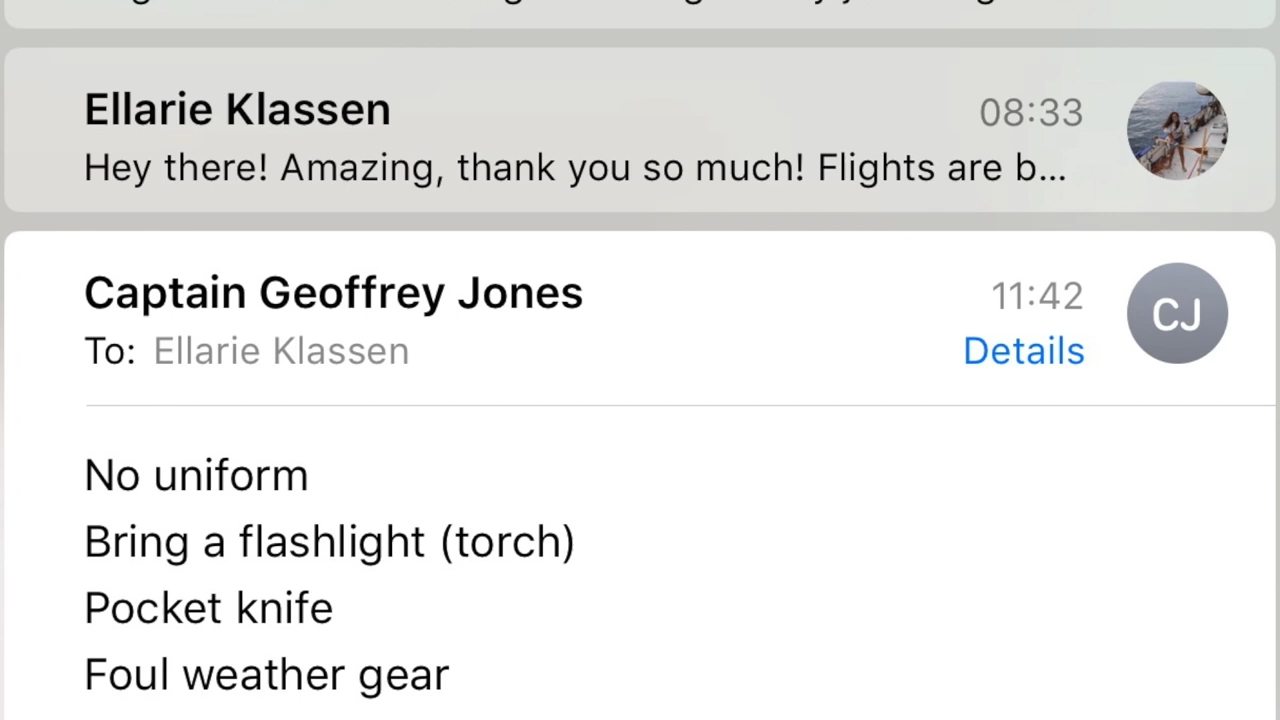 Ellarie Klassen
08:33
Hey there! Amazing, thank you so much! Flights are b...
Captain Geoffrey Jones
11:42
CJ
To: Ellarie Klassen
Details
No uniform
Bring a flashlight (torch)
Pocket knife
Foul weather gear